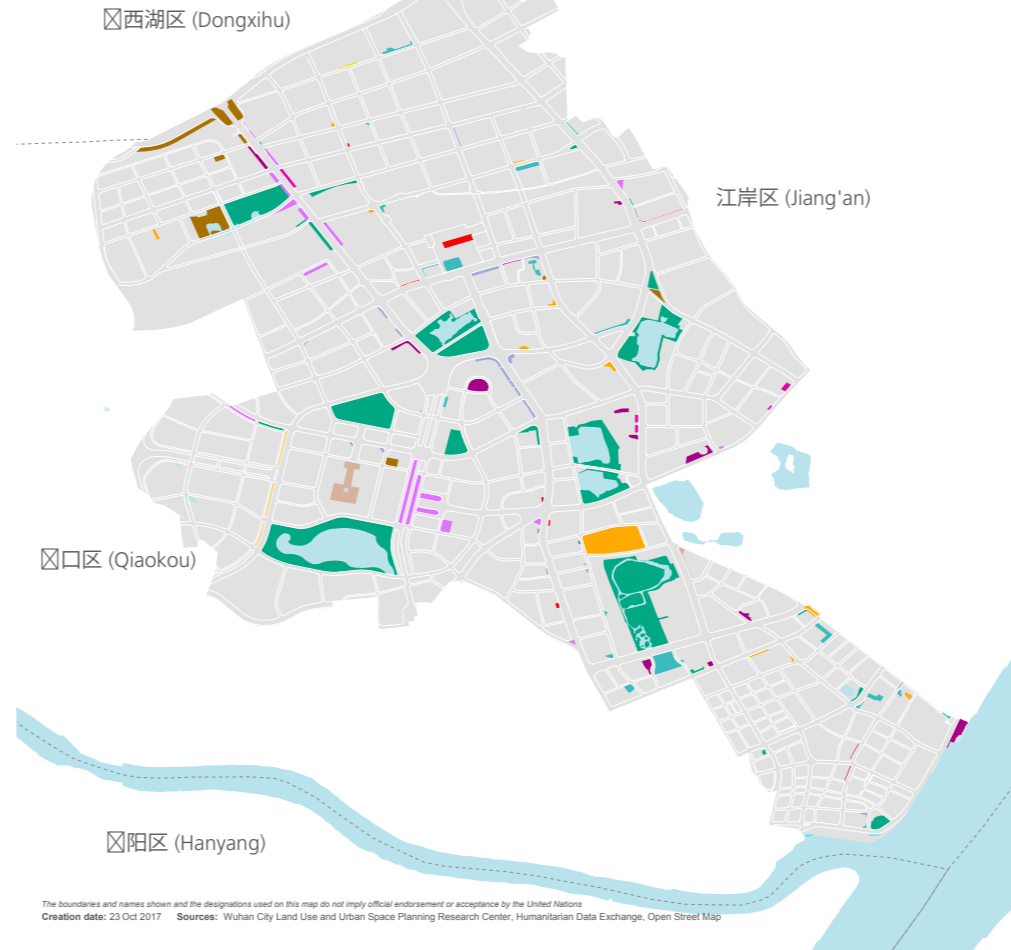 西湖区 (Dongxihu)
江岸区 (Jiang'an)
口区 (Qiaokou)
阳区 (Hanyang)
The boundaries and names shown and the designations used on this map do not imply official endorsement or acceptance by the United Nations
Creation date: 23 Oct 2017 Sources: Wuhan City Land Use and Urban Space Planning Research Center, Humanitarian Data Exchange, Open Street Map